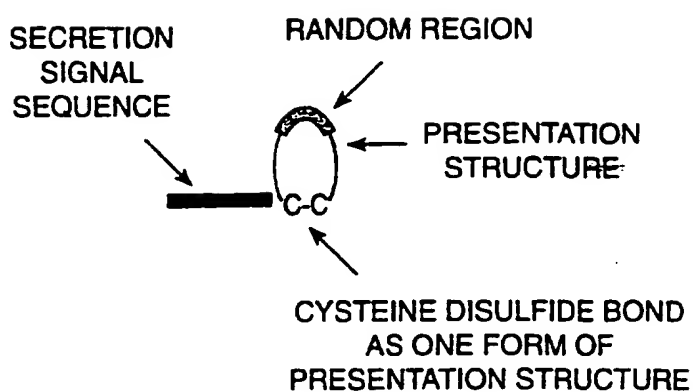 SECRETION
SIGNAL
SEQUENCE
RANDOM REGION
PRESENTATION
STRUCTURE
C-C
CYSTEINE DISULFIDE BOND
AS ONE FORM OF
PRESENTATION STRUCTURE